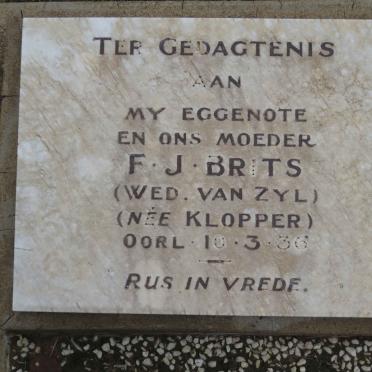 TER GEDAGTENIS
AAN
MY EGGENOTE
EN ONS MOEDER
F. J. BRITS
(WED. VAN ZYL)
(NÉE KLOPPER)
OORL. 10.3.36
RUS IN VREDE.